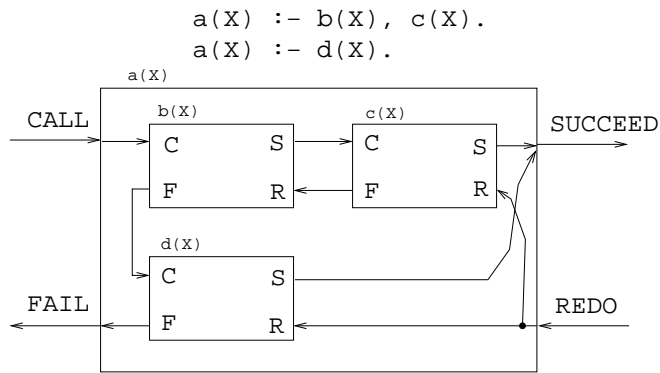 a(X) :- b(X), c(X).
a(X) :- d(X).
a(X)
b(X)
c(X)
CALL
SUCCEED
C S
C S
F R
F R
d(X)
C S
FAIL
REDO
F R